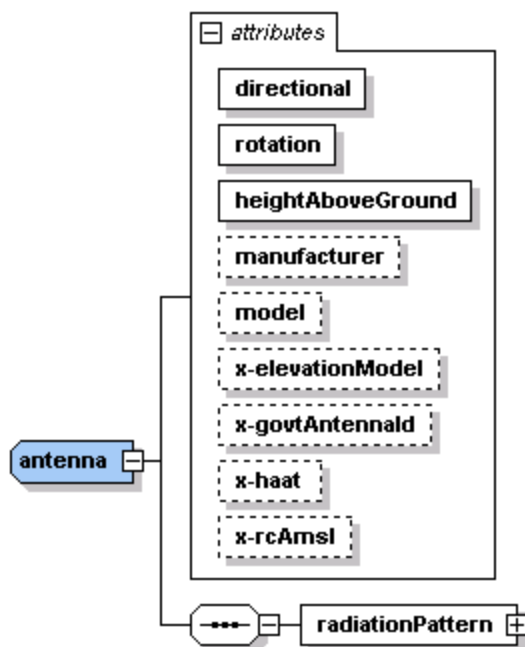 attributes
directional
rotation
heightAboveGround
manufacturer
model
x-elevationModel
x-govtAntennaId
x-haat
x-rcAmsl
antenna
radiationPattern